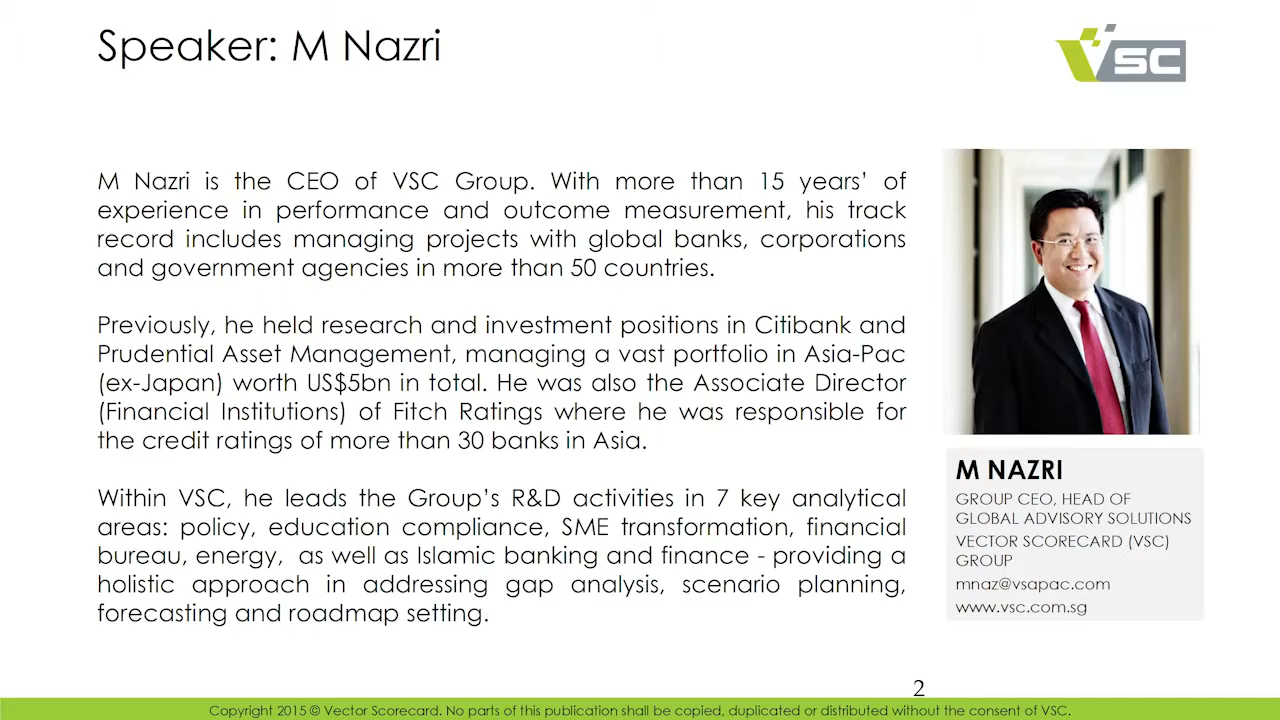 Speaker: M Nazri
VSC
M Nazri is the CEO of VSC Group. With more than 15 years’ of
experience in performance and outcome measurement, his track
record includes managing projects with global banks, corporations
and government agencies in more than 50 countries.
Previously, he held research and investment positions in Citibank and
Prudential Asset Management, managing a vast portfolio in Asia-Pac
(ex-Japan) worth US$5bn in total. He was also the Associate Director
(Financial Institutions) of Fitch Ratings where he was responsible for
the credit ratings of more than 30 banks in Asia.
Within VSC, he leads the Group’s R&D activities in 7 key analytical
areas: policy, education compliance, SME transformation, financial
bureau, energy, as well as Islamic banking and finance - providing a
holistic approach in addressing gap analysis, scenario planning,
forecasting and roadmap setting.
M NAZRI
GROUP CEO, HEAD OF
GLOBAL ADVISORY SOLUTIONS
VECTOR SCORECARD (VSC)
GROUP
mnaz@vsapac.com
www.vsc.com.sg
2
Copyright 2015 © Vector Scorecard. No parts of this publication shall be copied, duplicated or distributed without the consent of VSC.